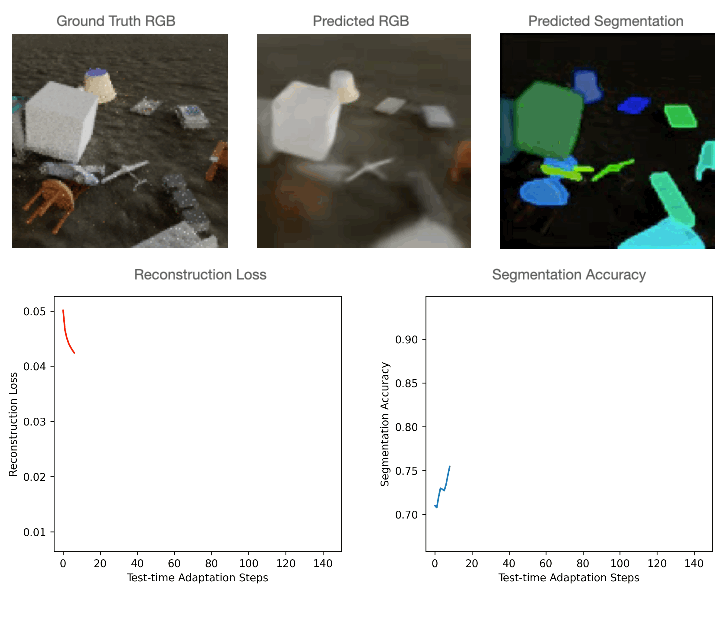 Ground Truth RGB
Predicted RGB
Predicted Segmentation
Reconstruction Loss
Segmentation Accuracy
0.05
0.04
0.03
0.02
0.01
Reconstruction Loss
0 20 40 60 80 100 120 140
Test-time Adaptation Steps
0.90
0.85
0.80
0.75
0.70
Segmentation Accuracy
0 20 40 60 80 100 120 140
Test-time Adaptation Steps